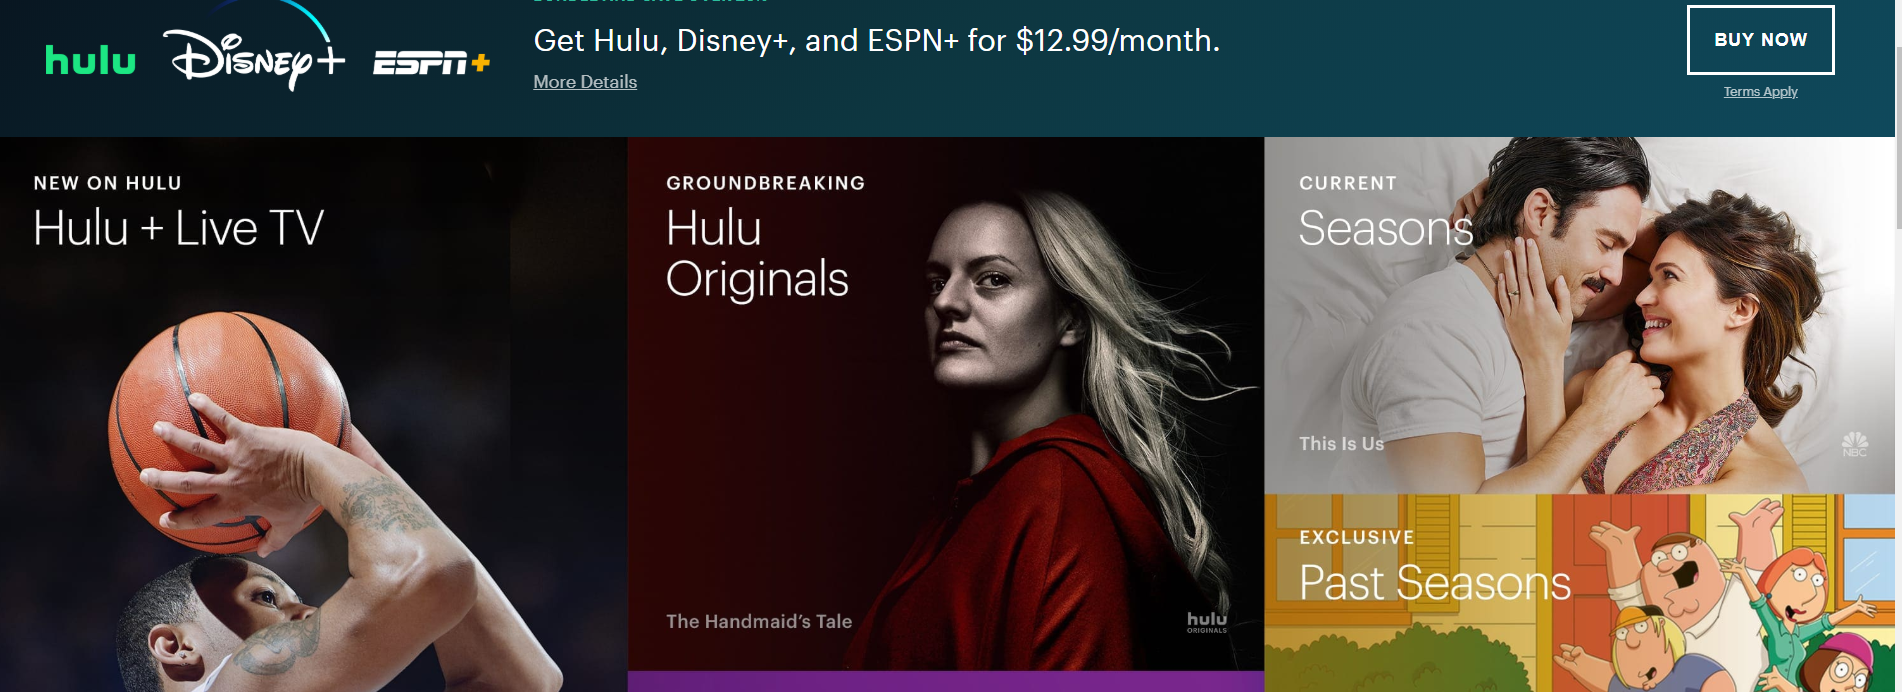 hulu
Disney+
ESPN+
Get Hulu, Disney+, and ESPN+ for $12.99/month.
More Details
BUY NOW
Terms Apply
NEW ON HULU
Hulu + Live TV
GROUNDBREAKING
Hulu
Originals
The Handmaid’s Tale
hulu
ORIGINALS
CURRENT
Seasons
This Is Us
NBC
EXCLUSIVE
Past Seasons